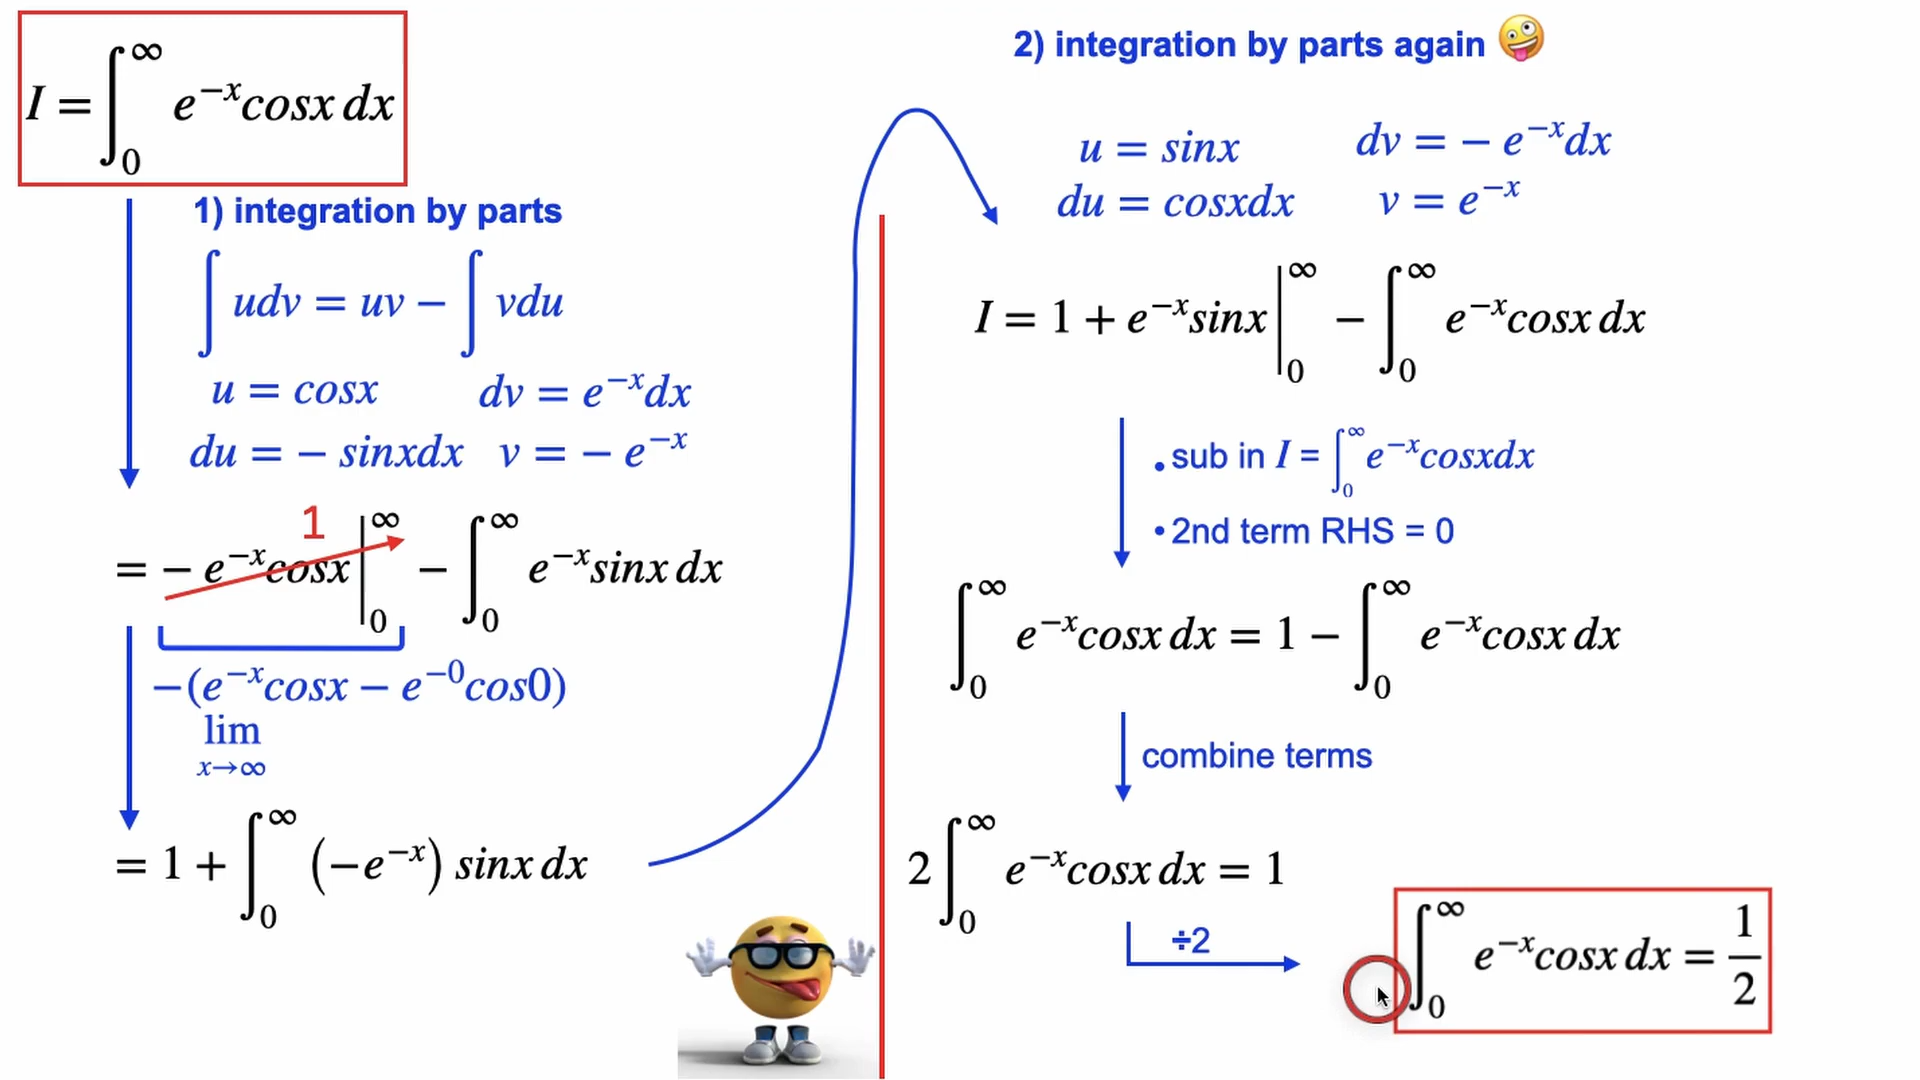 I = ∫₀^∞ e^{−x}cosx dx
1) integration by parts
∫ udv = uv − ∫ vdu
u = cosx dv = e^{−x}dx
du = − sinxdx v = − e^{−x}
1
= − e^{−x}cosx |₀^∞ − ∫₀^∞ e^{−x}sinx dx
−(e^{−x}cosx − e^{−0}cos0)
lim
x→∞
= 1 + ∫₀^∞ (−e^{−x}) sinx dx
2) integration by parts again 🤪
u = sinx dv = − e^{−x}dx
du = cosxdx v = e^{−x}
I = 1 + e^{−x}sinx |₀^∞ − ∫₀^∞ e^{−x}cosx dx
• sub in I = ∫₀^∞ e^{−x}cosxdx
• 2nd term RHS = 0
∫₀^∞ e^{−x}cosx dx = 1 − ∫₀^∞ e^{−x}cosx dx
combine terms
2 ∫₀^∞ e^{−x}cosx dx = 1
÷2
∫₀^∞ e^{−x}cosx dx = 1/2